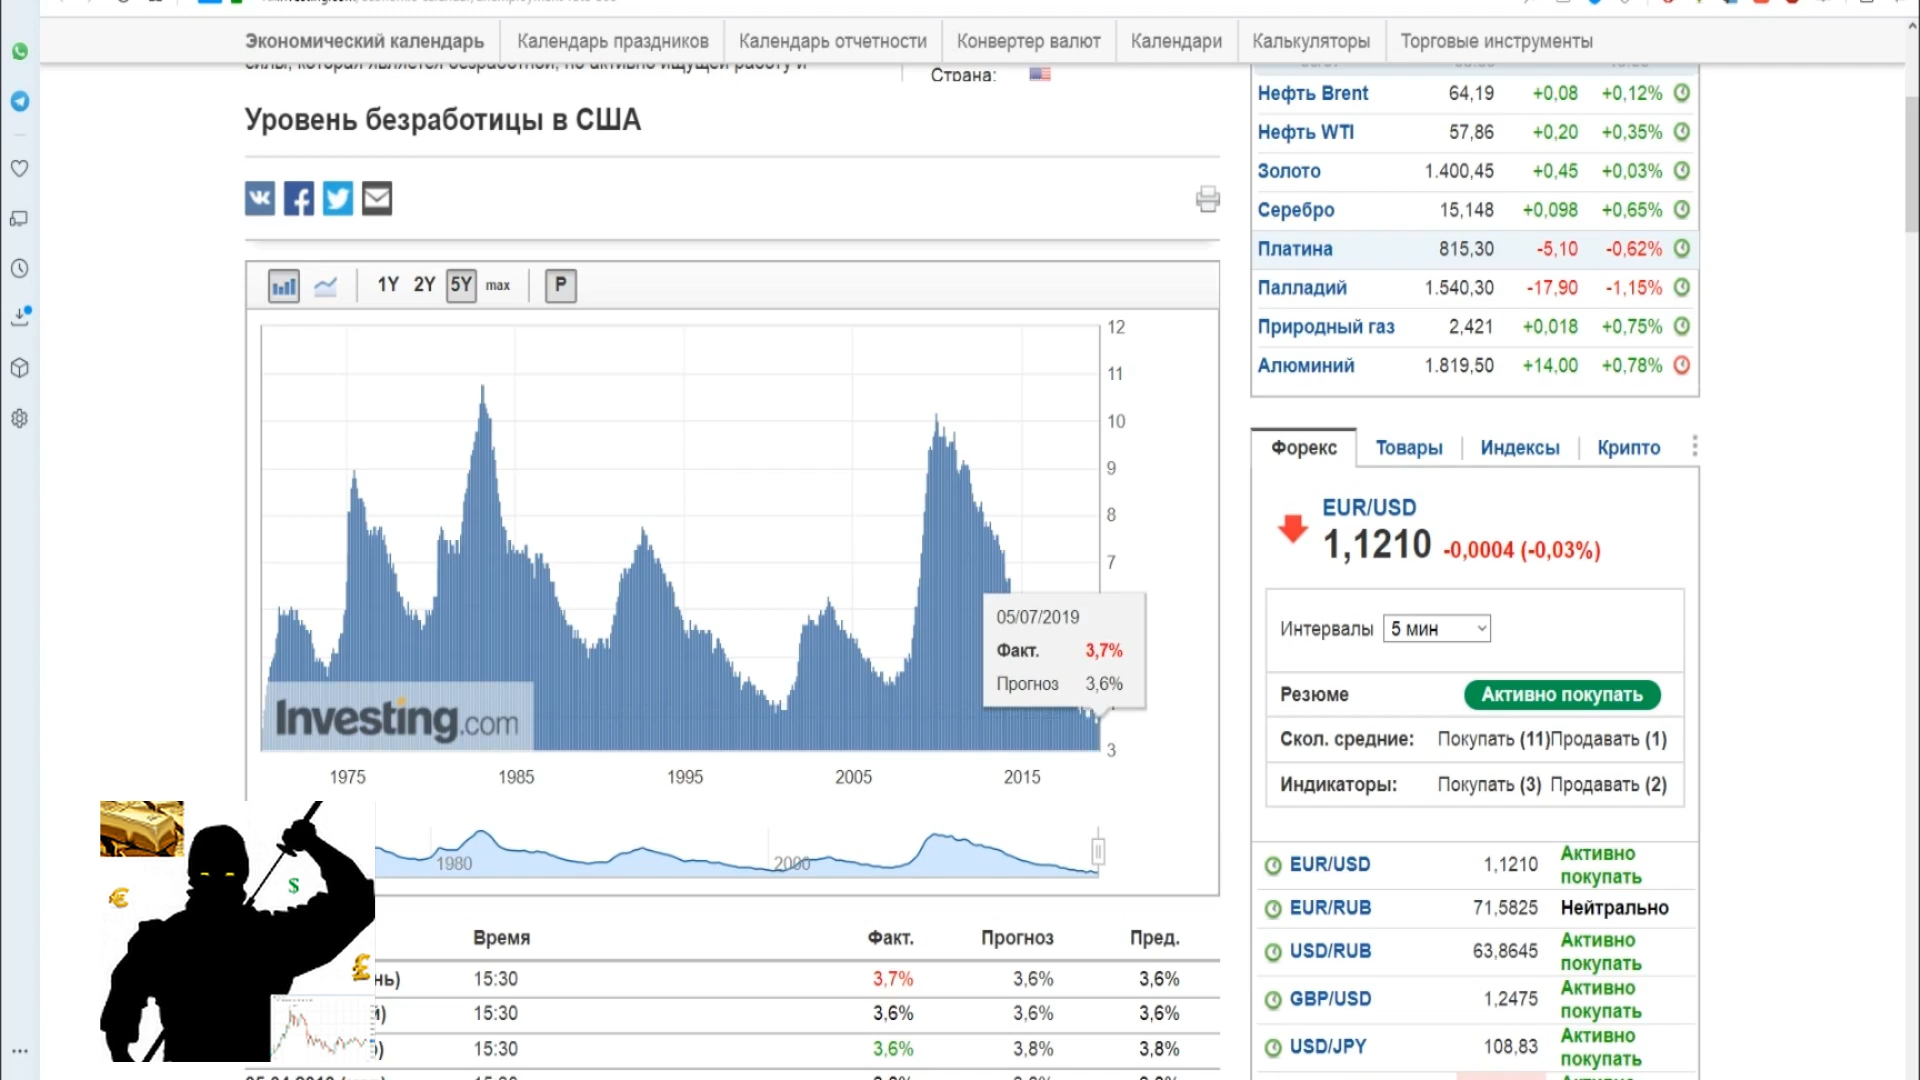 Экономический календарь Календарь праздников Календарь отчетности Конвертер валют Календари Калькуляторы Торговые инструменты
силы, которая является безработной, но активно ищущей работу и
Страна:
Уровень безработицы в США
1Y 2Y 5Y max P
12
11
10
9
8
7
3
05/07/2019
Факт. 3,7%
Прогноз 3,6%
Investing.com
1975 1985 1995 2005 2015
1980 2000
Время Факт. Прогноз Пред.
нь) 15:30 3,7% 3,6% 3,6%
15:30 3,6% 3,6% 3,6%
15:30 3,6% 3,8% 3,8%
€
$
£
Нефть Brent 64,19 +0,08 +0,12%
Нефть WTI 57,86 +0,20 +0,35%
Золото 1.400,45 +0,45 +0,03%
Серебро 15,148 +0,098 +0,65%
Платина 815,30 -5,10 -0,62%
Палладий 1.540,30 -17,90 -1,15%
Природный газ 2,421 +0,018 +0,75%
Алюминий 1.819,50 +14,00 +0,78%
Форекс Товары Индексы Крипто
EUR/USD
1,1210 -0,0004 (-0,03%)
Интервалы 5 мин
Резюме Активно покупать
Скол. средние: Покупать (11) Продавать (1)
Индикаторы: Покупать (3) Продавать (2)
EUR/USD 1,1210 Активно покупать
EUR/RUB 71,5825 Нейтрально
USD/RUB 63,8645 Активно покупать
GBP/USD 1,2475 Активно покупать
USD/JPY 108,83 Активно покупать